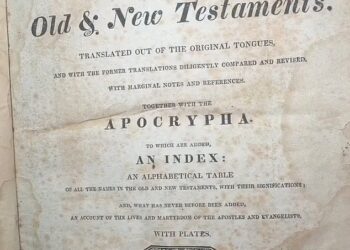 Old & New Testaments.
TRANSLATED OUT OF THE ORIGINAL TONGUES,
AND WITH THE FORMER TRANSLATIONS DILIGENTLY COMPARED AND REVISED,
WITH MARGINAL NOTES AND REFERENCES.
TOGETHER WITH THE
APOCRYPHA.
TO WHICH ARE ADDED,
AN INDEX:
AN ALPHABETICAL TABLE
OF ALL THE NAMES IN THE OLD AND NEW TESTAMENTS, WITH THEIR SIGNIFICATIONS;
AND, WHAT HAS NEVER BEFORE BEEN ADDED,
AN ACCOUNT OF THE LIVES AND MARTYRDOM OF THE APOSTLES AND EVANGELISTS,
WITH PLATES.